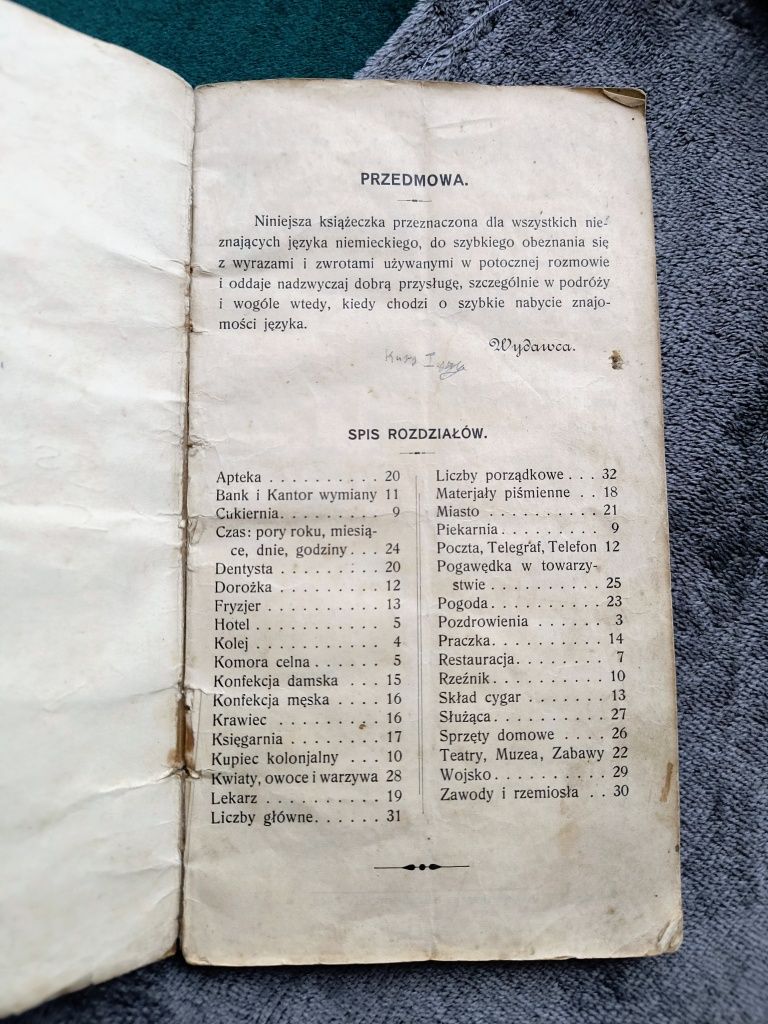 PRZEDMOWA.
Niniejsza książeczka przeznaczona dla wszystkich nie-
znających języka niemieckiego, do szybkiego obeznania się
z wyrazami i zwrotami używanymi w potocznej rozmowie
i oddaje nadzwyczaj dobrą przysługę, szczególnie w podróży
i wogóle wtedy, kiedy chodzi o szybkie nabycie znajo-
mości języka.
Wydawca.
Kurs I
SPIS ROZDZIAŁÓW.
Apteka . . . . . . . . . . 20
Bank i Kantor wymiany 11
Cukiernia. . . . . . . . . 9
Czas: pory roku, miesią-
ce, dnie, godziny . . . 24
Dentysta . . . . . . . . . 20
Dorożka . . . . . . . . . 12
Fryzjer . . . . . . . . . . 13
Hotel . . . . . . . . . . . 5
Kolej . . . . . . . . . . . 4
Komora celna . . . . . . 5
Konfekcja damska . . . 15
Konfekcja męska . . . . 16
Krawiec . . . . . . . . . 16
Księgarnia . . . . . . . . 17
Kupiec kolonjalny . . . 10
Kwiaty, owoce i warzywa 28
Lekarz . . . . . . . . . . 19
Liczby główne. . . . . . 31
Liczby porządkowe . . . 32
Materjały piśmienne . . 18
Miasto . . . . . . . . . . 21
Piekarnia . . . . . . . . . 9
Poczta, Telegraf, Telefon 12
Pogawędka w towarzy-
stwie . . . . . . . . . . 25
Pogoda . . . . . . . . . . 23
Pozdrowienia . . . . . . 3
Praczka . . . . . . . . . . 14
Restauracja. . . . . . . . 7
Rzeźnik . . . . . . . . . . 10
Skład cygar . . . . . . . 13
Służąca . . . . . . . . . . 27
Sprzęty domowe . . . . 26
Teatry, Muzea, Zabawy 22
Wojsko . . . . . . . . . . 29
Zawody i rzemiosła . . 30